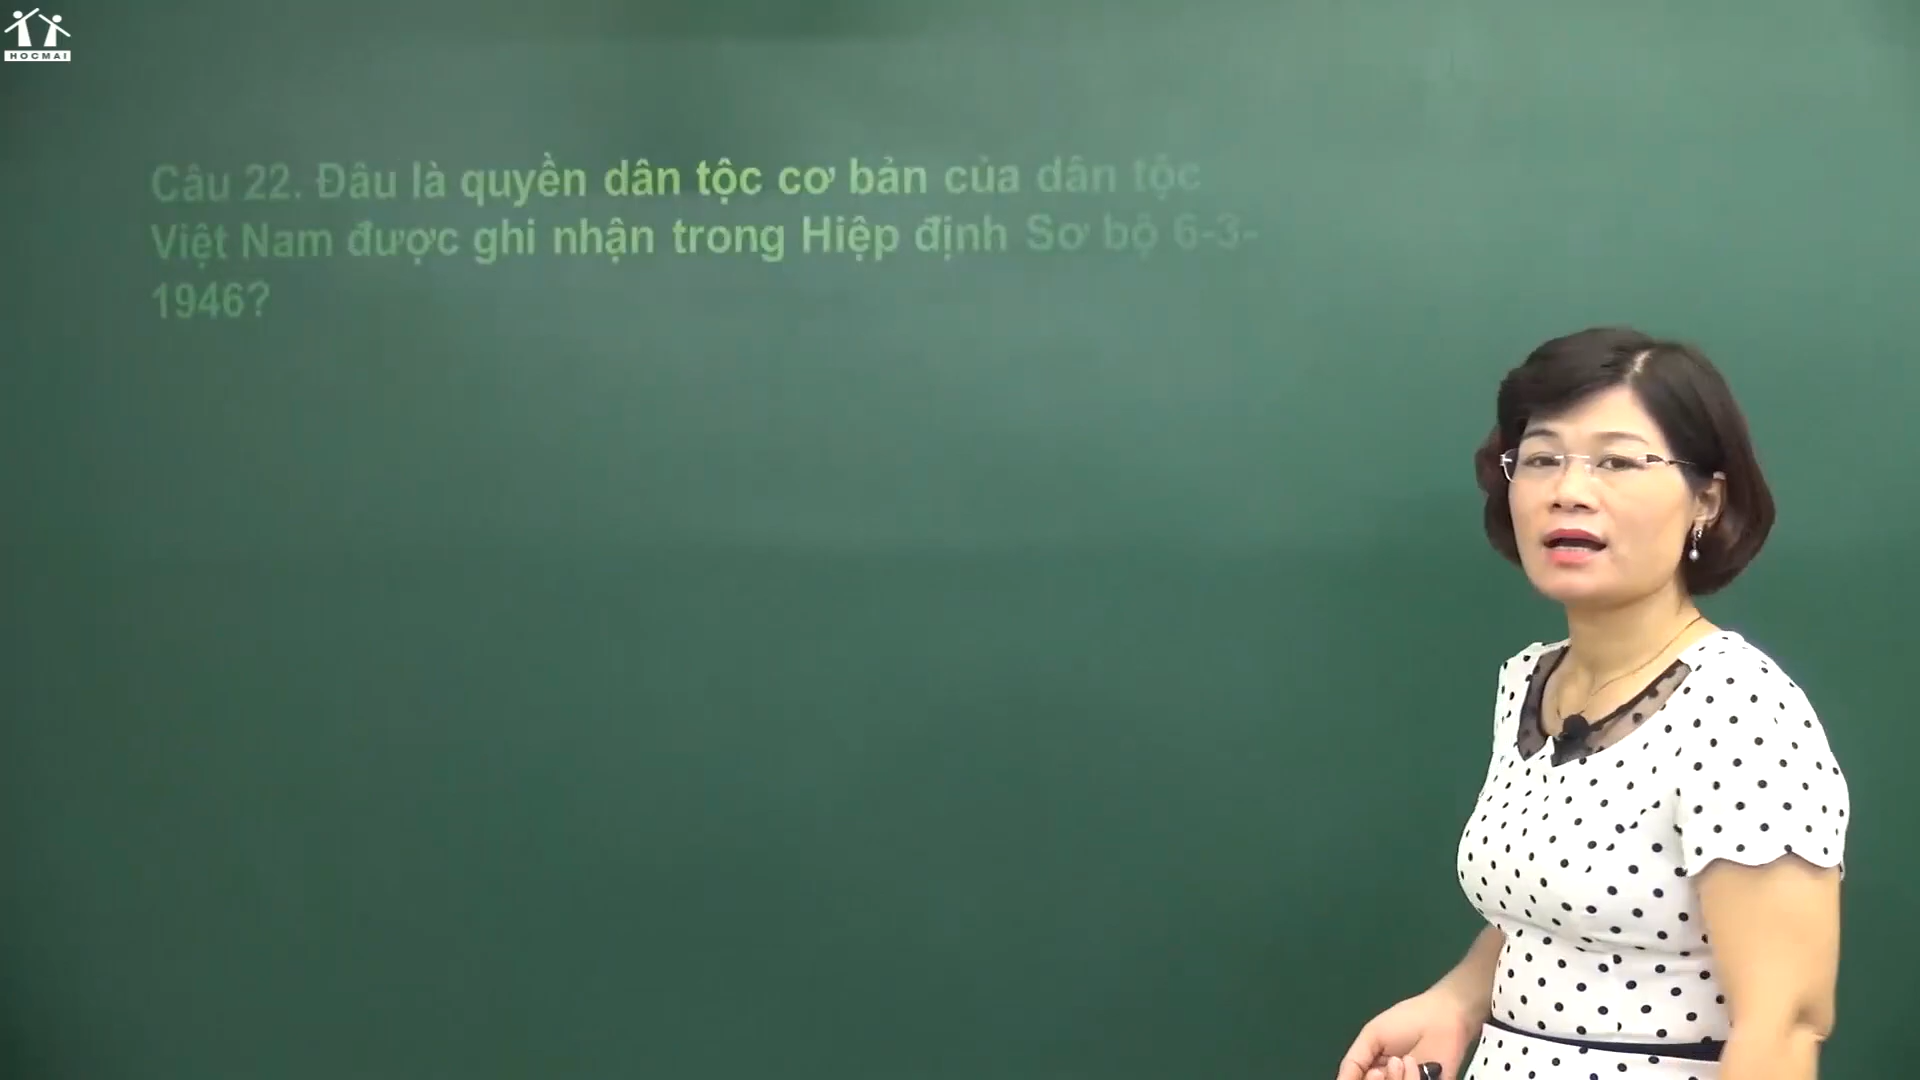 HOCMAI
Câu 22. Đâu là quyền dân tộc cơ bản của dân tộc
Việt Nam được ghi nhận trong Hiệp định Sơ bộ 6-3-
1946?